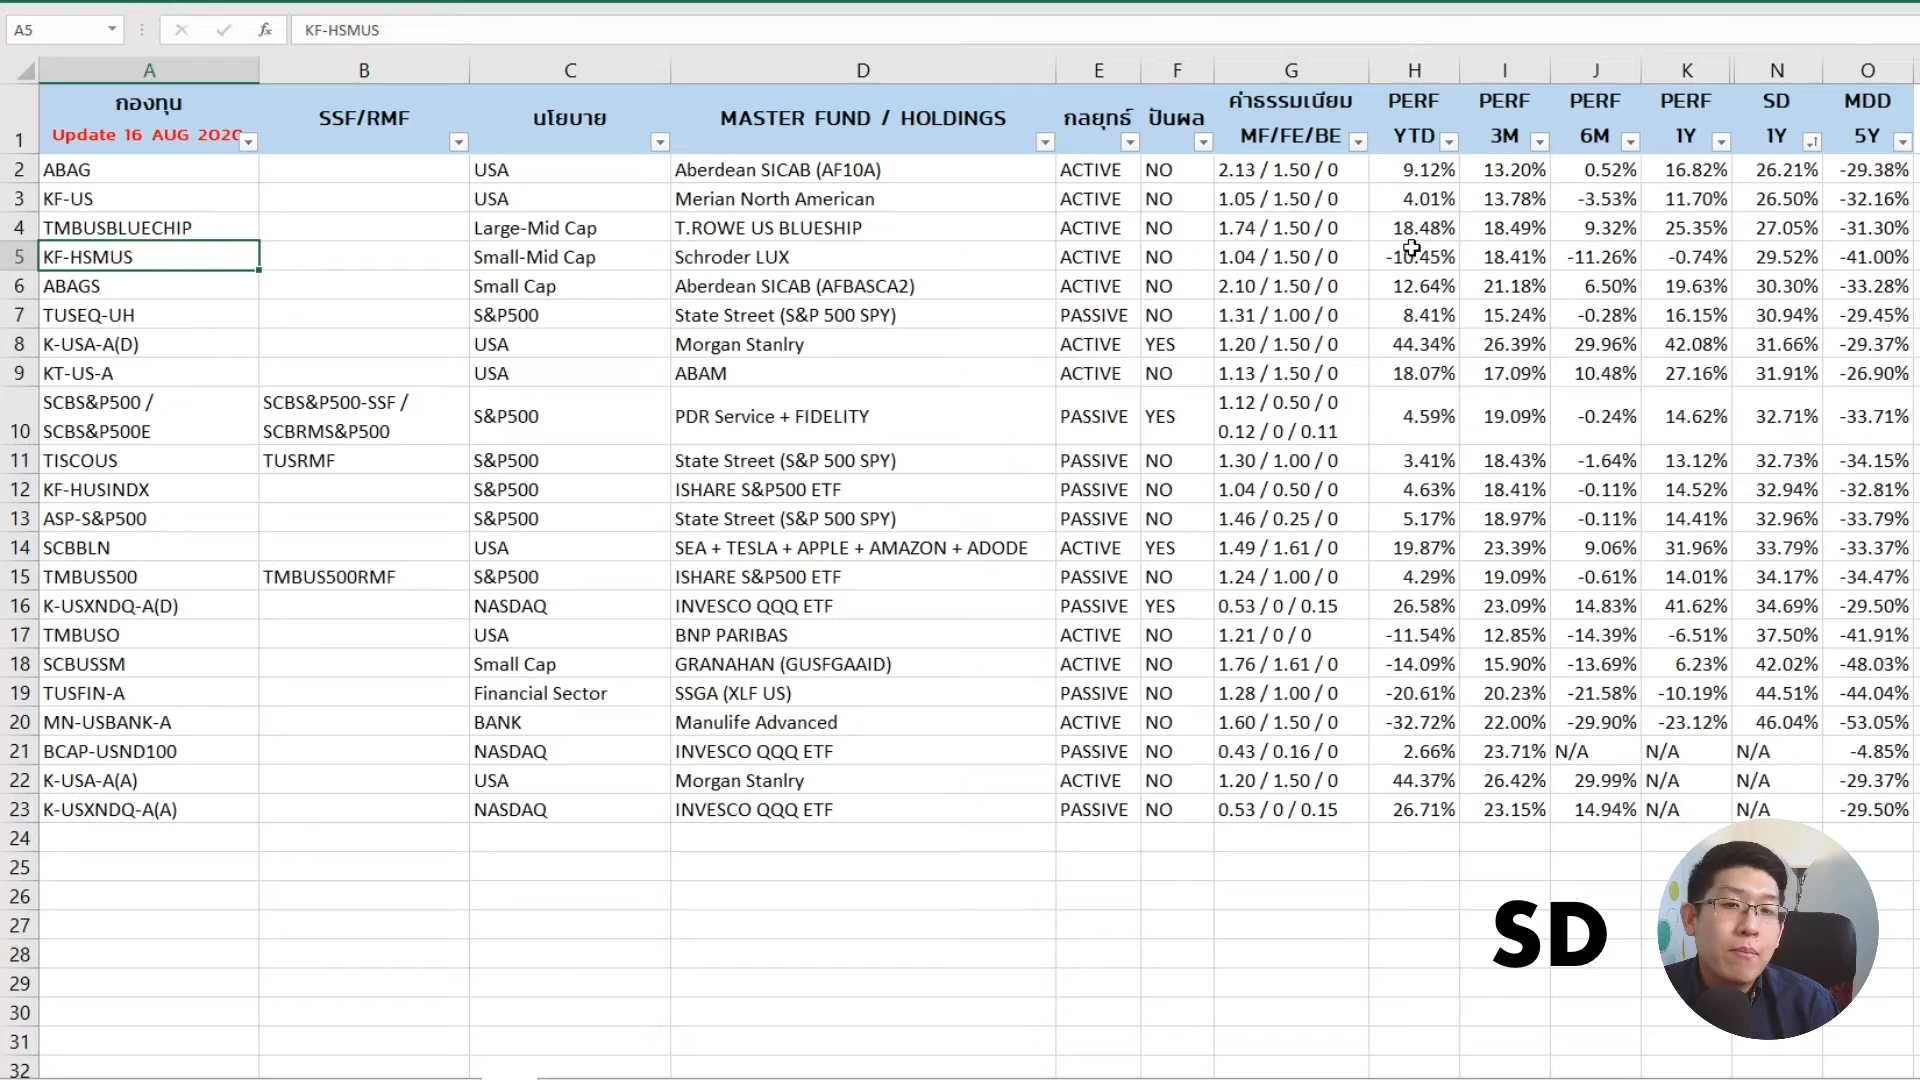 A5 fx KF-HSMUS
A B C D E F G H I J K N O
กองทุน SSF/RMF นโยบาย MASTER FUND / HOLDINGS กลยุทธ์ ปันผล ค่าธรรมเนียม PERF PERF PERF PERF SD MDD
1 Update 16 AUG 2020 MF/FE/BE YTD 3M 6M 1Y 1Y 5Y
2 ABAG USA Aberdean SICAB (AF10A) ACTIVE NO 2.13 / 1.50 / 0 9.12% 13.20% 0.52% 16.82% 26.21% -29.38%
3 KF-US USA Merian North American ACTIVE NO 1.05 / 1.50 / 0 4.01% 13.78% -3.53% 11.70% 26.50% -32.16%
4 TMBUSBLUECHIP Large-Mid Cap T.ROWE US BLUESHIP ACTIVE NO 1.74 / 1.50 / 0 18.48% 18.49% 9.32% 25.35% 27.05% -31.30%
5 KF-HSMUS Small-Mid Cap Schroder LUX ACTIVE NO 1.04 / 1.50 / 0 -10.45% 18.41% -11.26% -0.74% 29.52% -41.00%
6 ABAGS Small Cap Aberdean SICAB (AFBASCA2) ACTIVE NO 2.10 / 1.50 / 0 12.64% 21.18% 6.50% 19.63% 30.30% -33.28%
7 TUSEQ-UH S&P500 State Street (S&P 500 SPY) PASSIVE NO 1.31 / 1.00 / 0 8.41% 15.24% -0.28% 16.15% 30.94% -29.45%
8 K-USA-A(D) USA Morgan Stanlry ACTIVE YES 1.20 / 1.50 / 0 44.34% 26.39% 29.96% 42.08% 31.66% -29.37%
9 KT-US-A USA ABAM ACTIVE NO 1.13 / 1.50 / 0 18.07% 17.09% 10.48% 27.16% 31.91% -26.90%
SCBS&P500 / SCBS&P500-SSF / S&P500 PDR Service + FIDELITY PASSIVE YES 1.12 / 0.50 / 0 4.59% 19.09% -0.24% 14.62% 32.71% -33.71%
10 SCBS&P500E SCBRMS&P500 0.12 / 0 / 0.11
11 TISCOUS TUSRMF S&P500 State Street (S&P 500 SPY) PASSIVE NO 1.30 / 1.00 / 0 3.41% 18.43% -1.64% 13.12% 32.73% -34.15%
12 KF-HUSINDX S&P500 ISHARE S&P500 ETF PASSIVE NO 1.04 / 0.50 / 0 4.63% 18.41% -0.11% 14.52% 32.94% -32.81%
13 ASP-S&P500 S&P500 State Street (S&P 500 SPY) PASSIVE NO 1.46 / 0.25 / 0 5.17% 18.97% -0.11% 14.41% 32.96% -33.79%
14 SCBBLN USA SEA + TESLA + APPLE + AMAZON + ADODE ACTIVE YES 1.49 / 1.61 / 0 19.87% 23.39% 9.06% 31.96% 33.79% -33.37%
15 TMBUS500 TMBUS500RMF S&P500 ISHARE S&P500 ETF PASSIVE NO 1.24 / 1.00 / 0 4.29% 19.09% -0.61% 14.01% 34.17% -34.47%
16 K-USXNDQ-A(D) NASDAQ INVESCO QQQ ETF PASSIVE YES 0.53 / 0 / 0.15 26.58% 23.09% 14.83% 41.62% 34.69% -29.50%
17 TMBUSO USA BNP PARIBAS ACTIVE NO 1.21 / 0 / 0 -11.54% 12.85% -14.39% -6.51% 37.50% -41.91%
18 SCBUSSM Small Cap GRANAHAN (GUSFGAAID) ACTIVE NO 1.76 / 1.61 / 0 -14.09% 15.90% -13.69% 6.23% 42.02% -48.03%
19 TUSFIN-A Financial Sector SSGA (XLF US) PASSIVE NO 1.28 / 1.00 / 0 -20.61% 20.23% -21.58% -10.19% 44.51% -44.04%
20 MN-USBANK-A BANK Manulife Advanced ACTIVE NO 1.60 / 1.50 / 0 -32.72% 22.00% -29.90% -23.12% 46.04% -53.05%
21 BCAP-USND100 NASDAQ INVESCO QQQ ETF PASSIVE NO 0.43 / 0.16 / 0 2.66% 23.71% N/A N/A N/A -4.85%
22 K-USA-A(A) USA Morgan Stanlry ACTIVE NO 1.20 / 1.50 / 0 44.37% 26.42% 29.99% N/A N/A -29.37%
23 K-USXNDQ-A(A) NASDAQ INVESCO QQQ ETF PASSIVE NO 0.53 / 0 / 0.15 26.71% 23.15% 14.94% N/A N/A -29.50%
24
25
26
27
28
29
30
31
32
SD